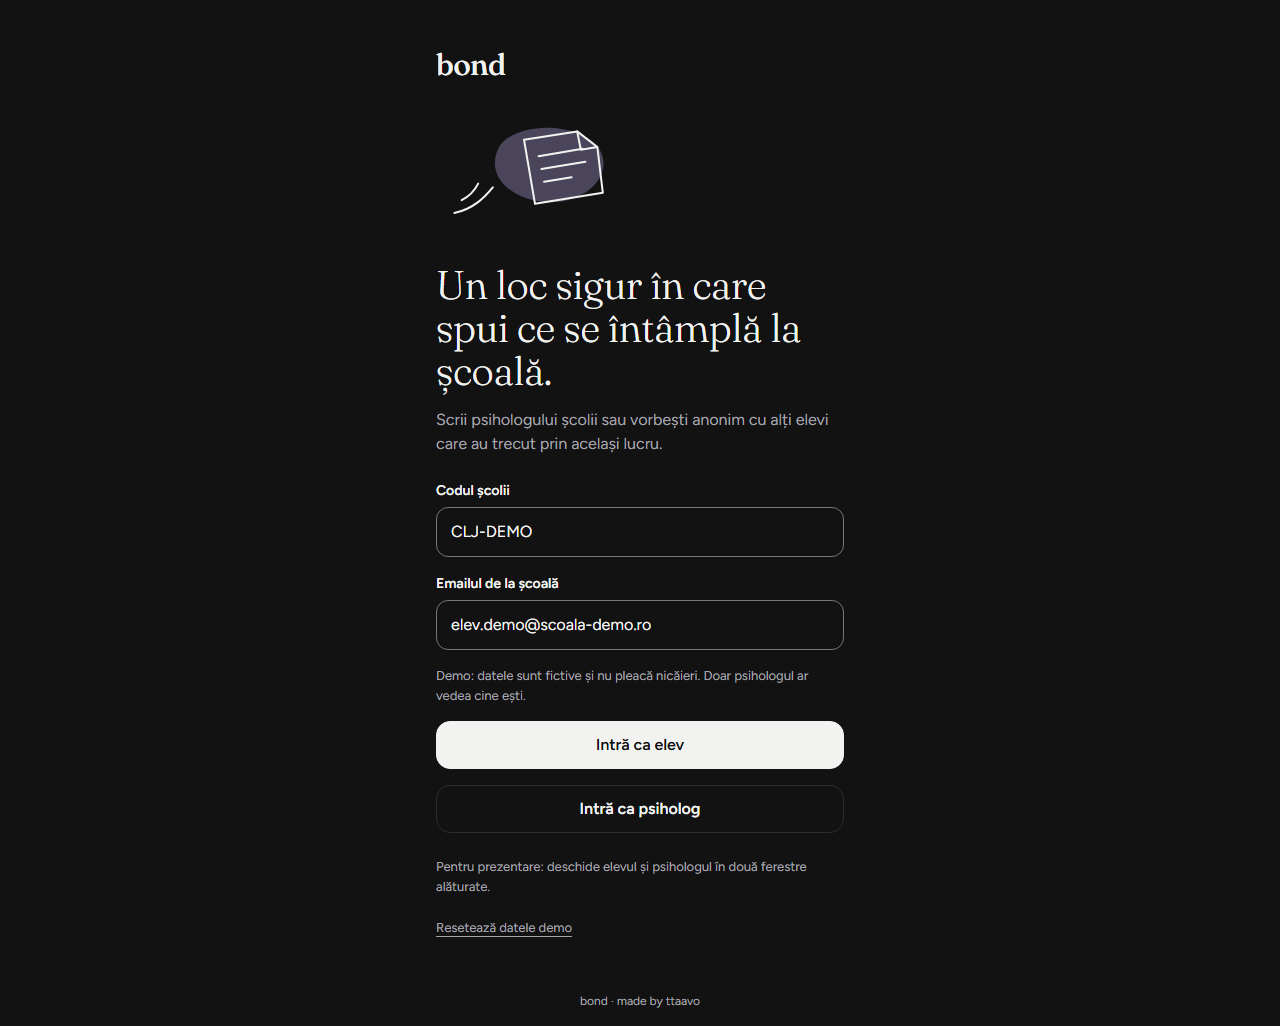 bond
Un loc sigur în care
spui ce se întâmplă la
școală.
Scrii psihologului școlii sau vorbești anonim cu alți elevi
care au trecut prin același lucru.
Codul școlii
CLJ-DEMO
Emailul de la școală
elev.demo@scoala-demo.ro
Demo: datele sunt fictive și nu pleacă nicăieri. Doar psihologul ar
vedea cine ești.
Intră ca elev
Intră ca psiholog
Pentru prezentare: deschide elevul și psihologul în două ferestre
alăturate.
Resetează datele demo
bond · made by ttaavo